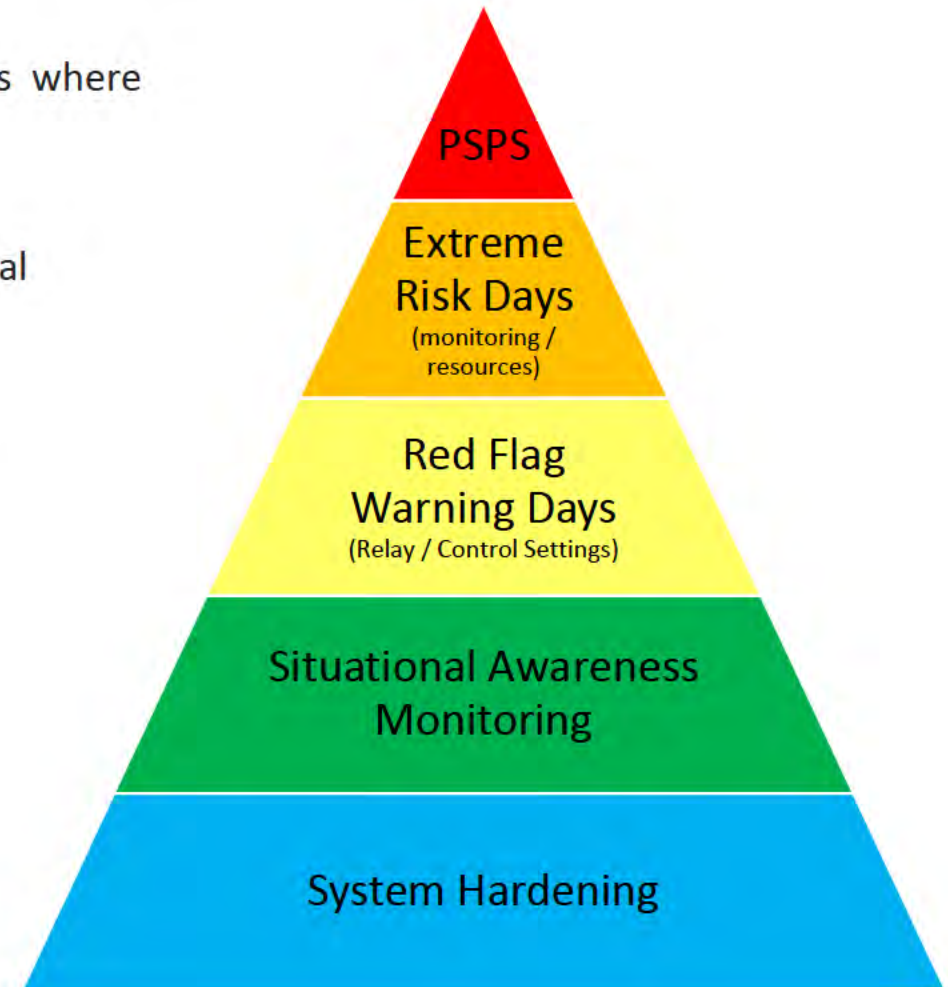 s where
al
PSPS
Extreme
Risk Days
(monitoring /
resources)
Red Flag
Warning Days
(Relay / Control Settings)
Situational Awareness
Monitoring
System Hardening